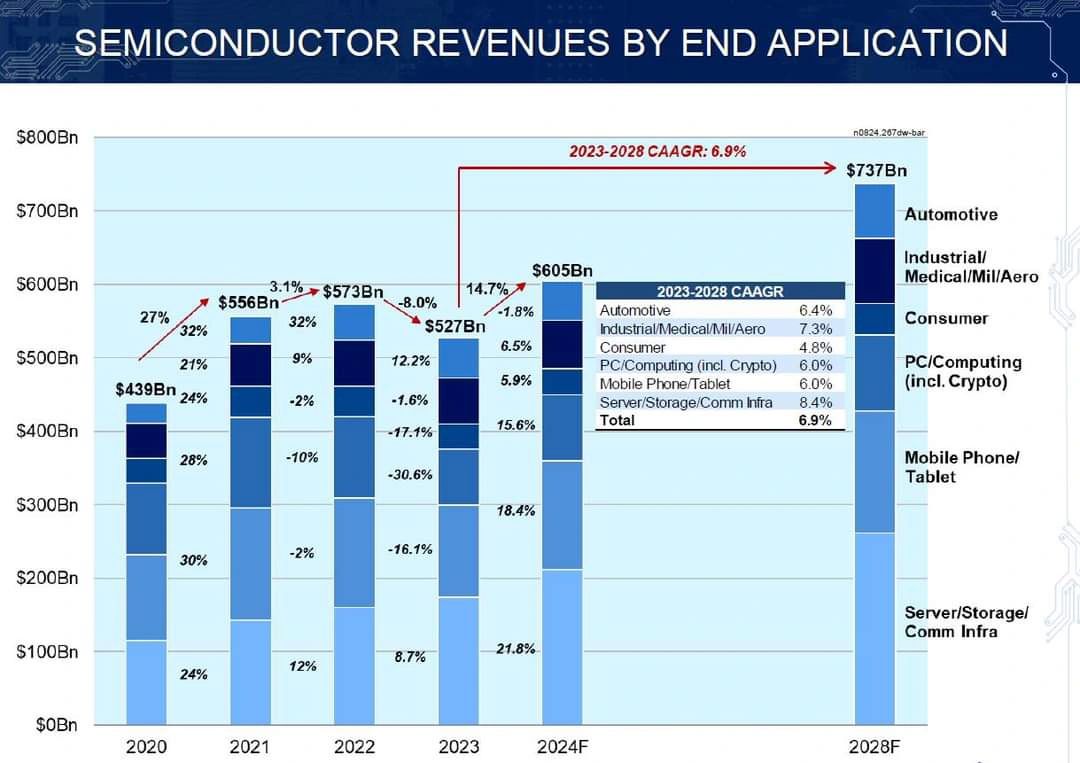 SEMICONDUCTOR REVENUES BY END APPLICATION
n0824.267dw-bar
$800Bn
$700Bn
$600Bn
$500Bn
$400Bn
$300Bn
$200Bn
$100Bn
$0Bn
2023-2028 CAAGR: 6.9%
$439Bn
27%
$556Bn
3.1%
$573Bn
-8.0%
$527Bn
14.7%
$605Bn
$737Bn
32%
21%
24%
28%
30%
24%
32%
9%
-2%
-10%
-2%
12%
12.2%
-1.6%
-17.1%
-30.6%
-16.1%
8.7%
-1.8%
6.5%
5.9%
15.6%
18.4%
21.8%
2023-2028 CAAGR
Automotive 6.4%
Industrial/Medical/Mil/Aero 7.3%
Consumer 4.8%
PC/Computing (incl. Crypto) 6.0%
Mobile Phone/Tablet 6.0%
Server/Storage/Comm Infra 8.4%
Total 6.9%
Automotive
Industrial/
Medical/Mil/Aero
Consumer
PC/Computing
(incl. Crypto)
Mobile Phone/
Tablet
Server/Storage/
Comm Infra
2020
2021
2022
2023
2024F
2028F